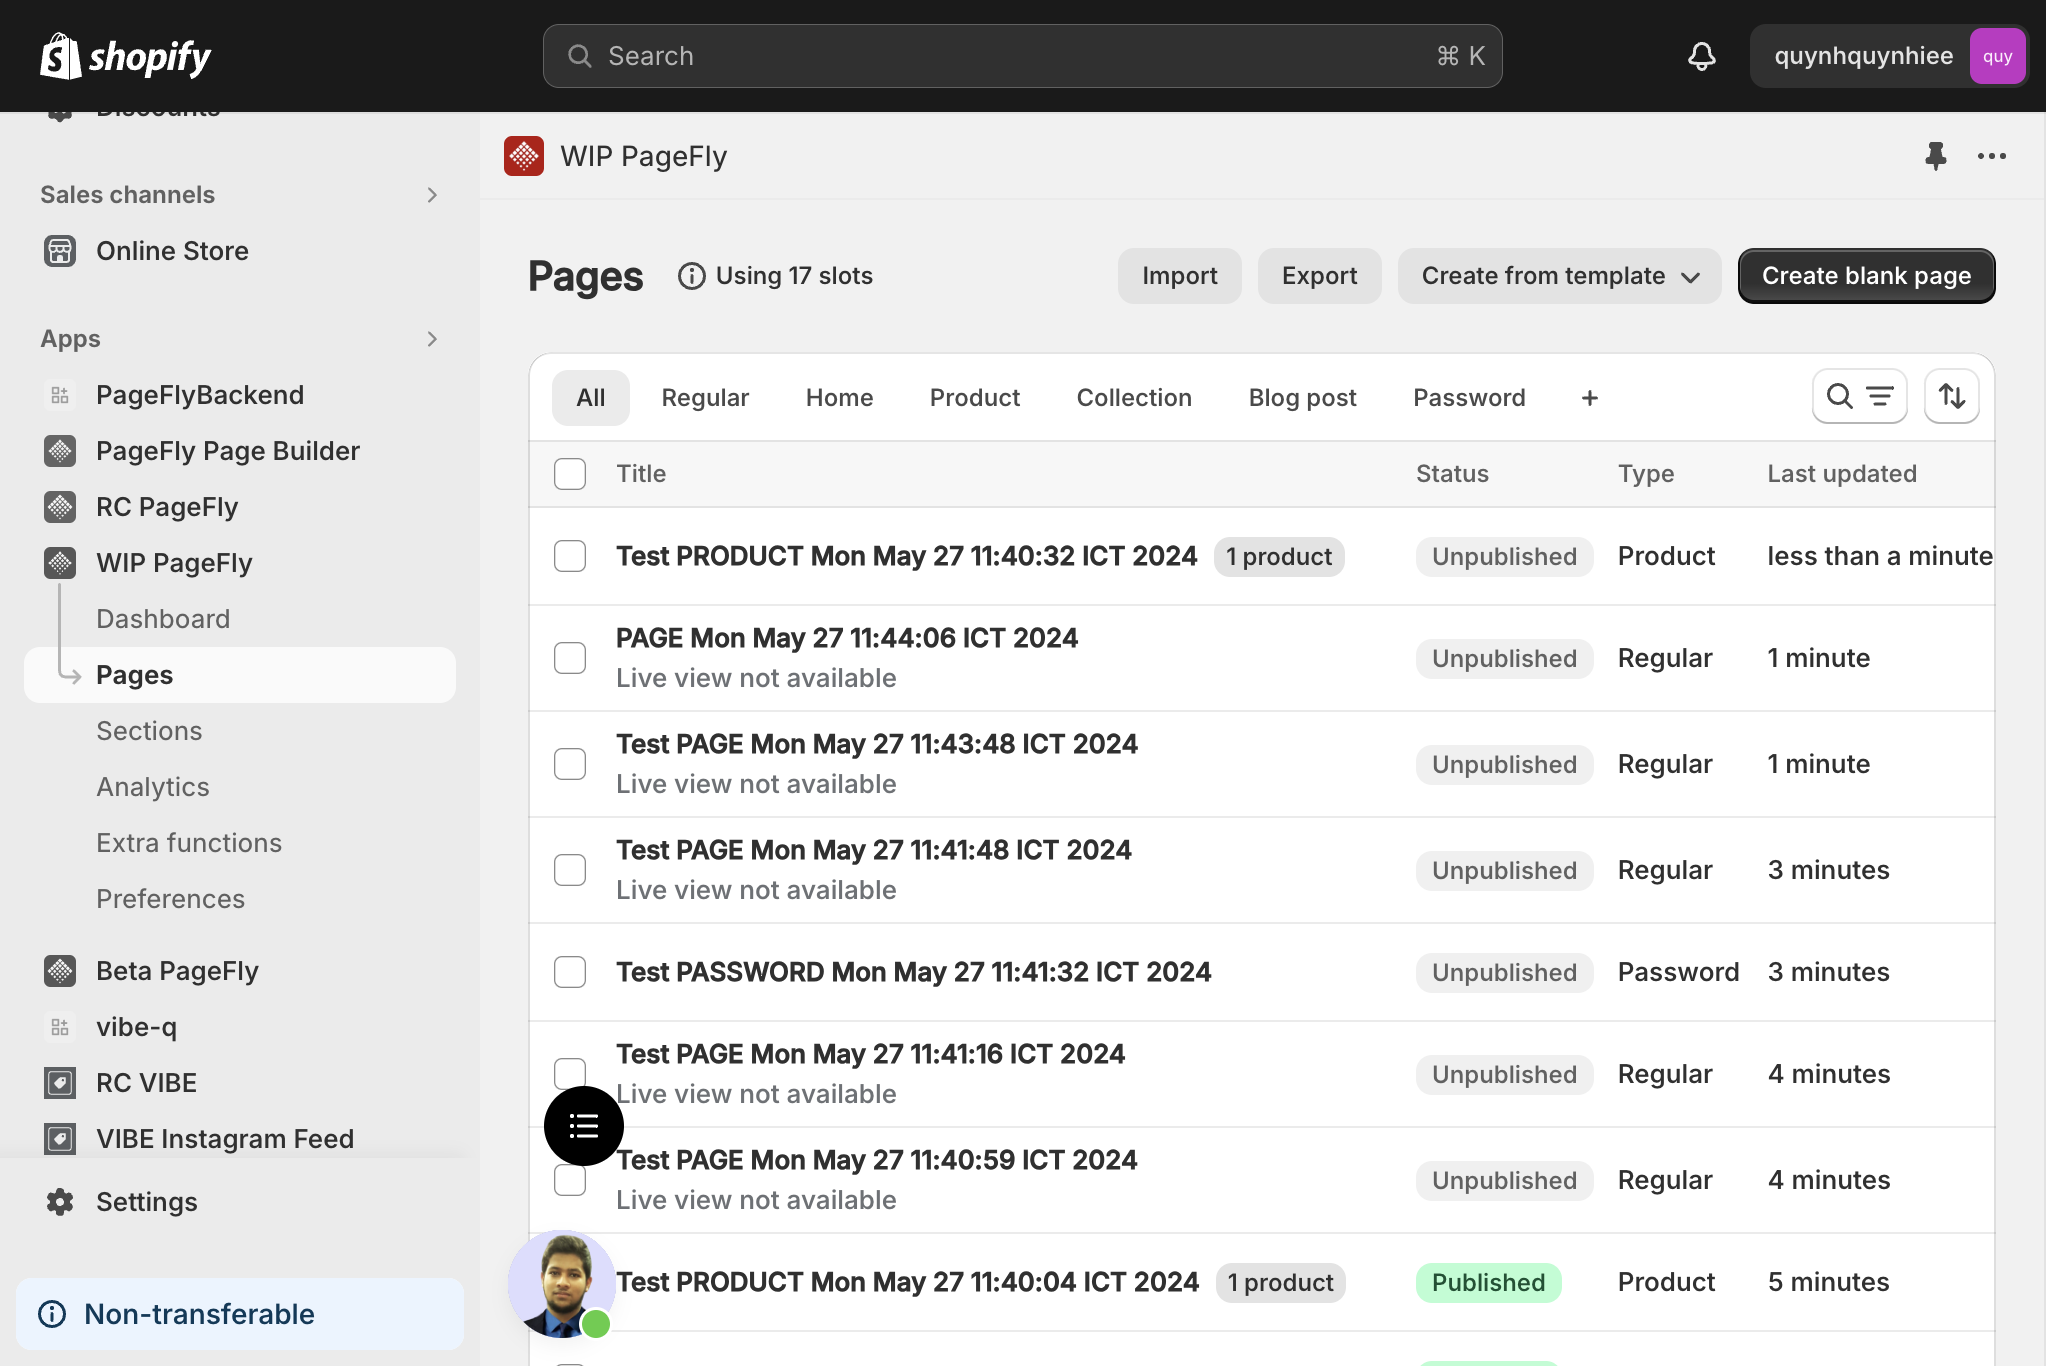 shopify
Search
⌘ K
quynhquynhiee
quy
Discounts
Sales channels
Online Store
Apps
PageFlyBackend
PageFly Page Builder
RC PageFly
WIP PageFly
Dashboard
Pages
Sections
Analytics
Extra functions
Preferences
Beta PageFly
vibe-q
RC VIBE
VIBE Instagram Feed
Settings
Non-transferable
WIP PageFly
Pages
Using 17 slots
Import
Export
Create from template
Create blank page
All
Regular
Home
Product
Collection
Blog post
Password
+
Title Status Type Last updated
Test PRODUCT Mon May 27 11:40:32 ICT 2024 1 product Unpublished Product less than a minute
PAGE Mon May 27 11:44:06 ICT 2024
Live view not available
Unpublished Regular 1 minute
Test PAGE Mon May 27 11:43:48 ICT 2024
Live view not available
Unpublished Regular 1 minute
Test PAGE Mon May 27 11:41:48 ICT 2024
Live view not available
Unpublished Regular 3 minutes
Test PASSWORD Mon May 27 11:41:32 ICT 2024 Unpublished Password 3 minutes
Test PAGE Mon May 27 11:41:16 ICT 2024
Live view not available
Unpublished Regular 4 minutes
Test PAGE Mon May 27 11:40:59 ICT 2024
Live view not available
Unpublished Regular 4 minutes
Test PRODUCT Mon May 27 11:40:04 ICT 2024 1 product Published Product 5 minutes